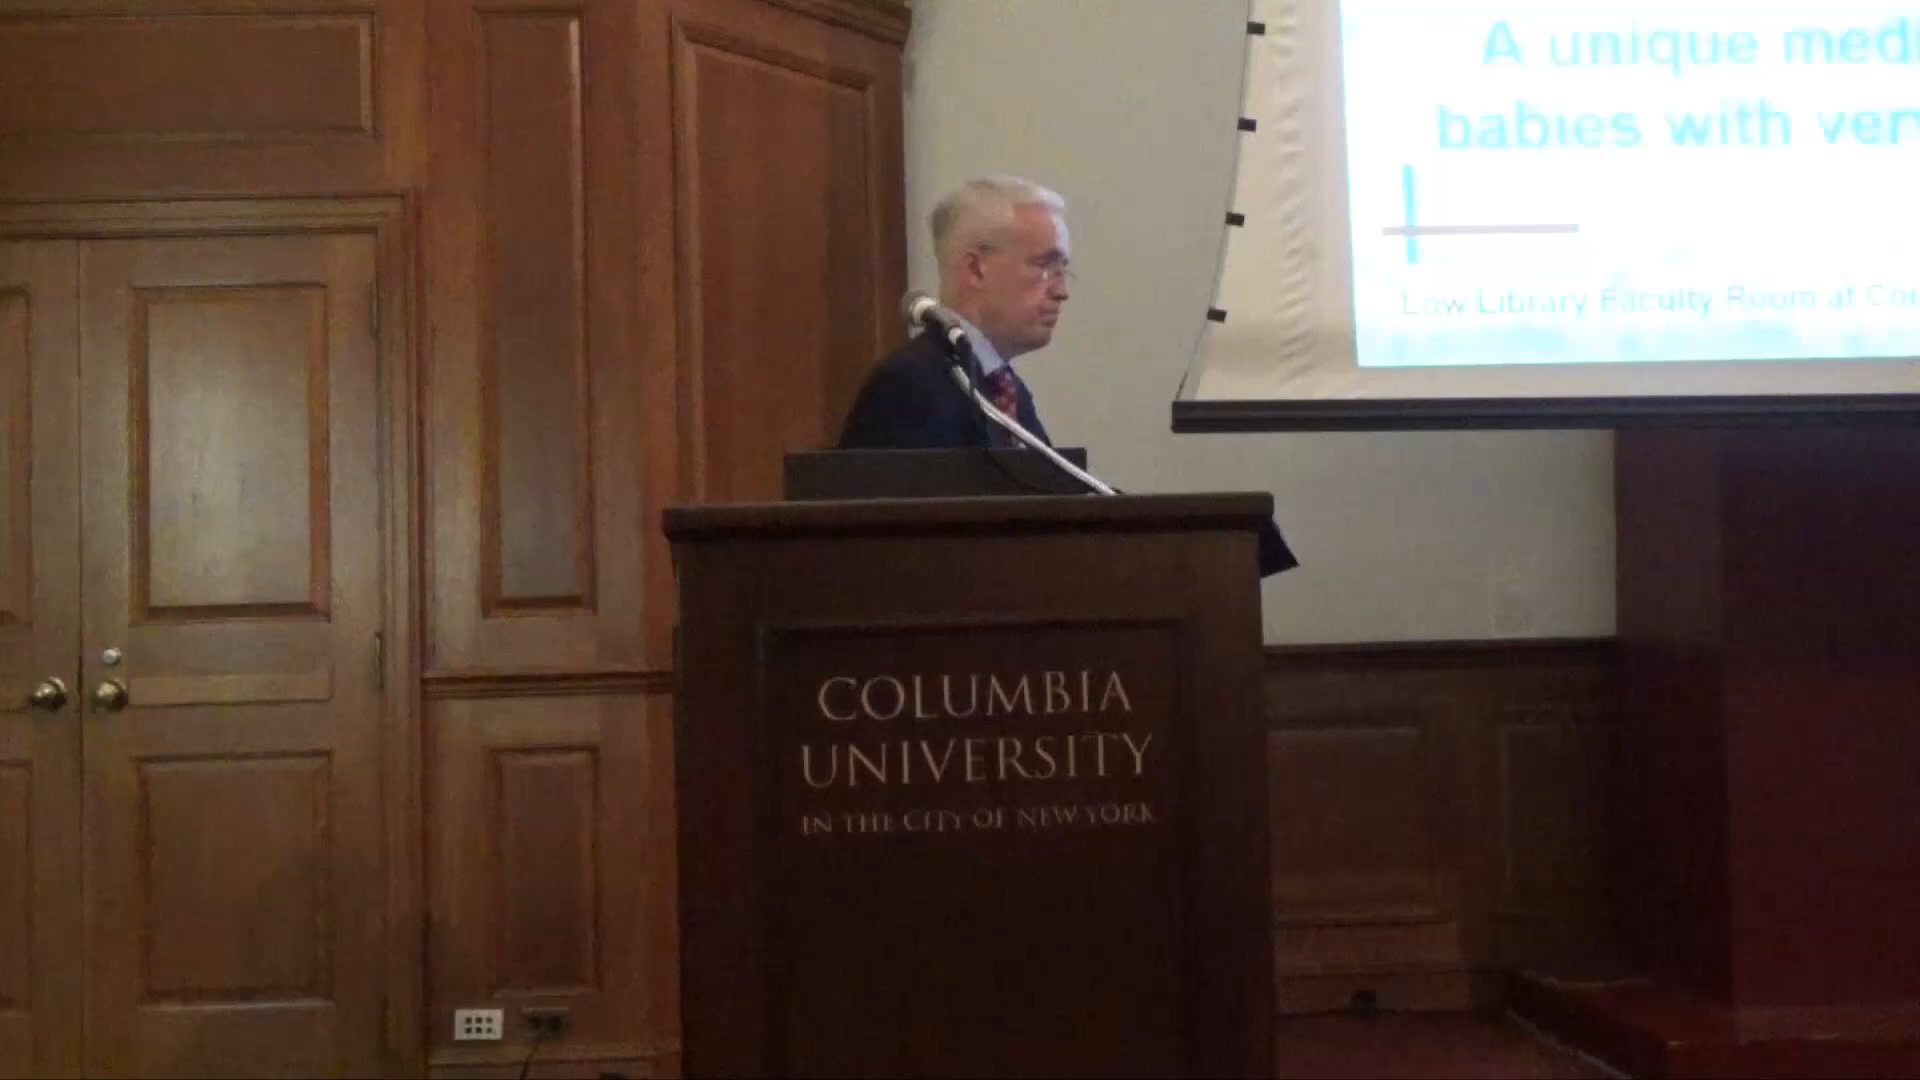 A unique medi
babies with ver
Low Library Faculty Room at Co
COLUMBIA
UNIVERSITY
IN THE CITY OF NEW YORK